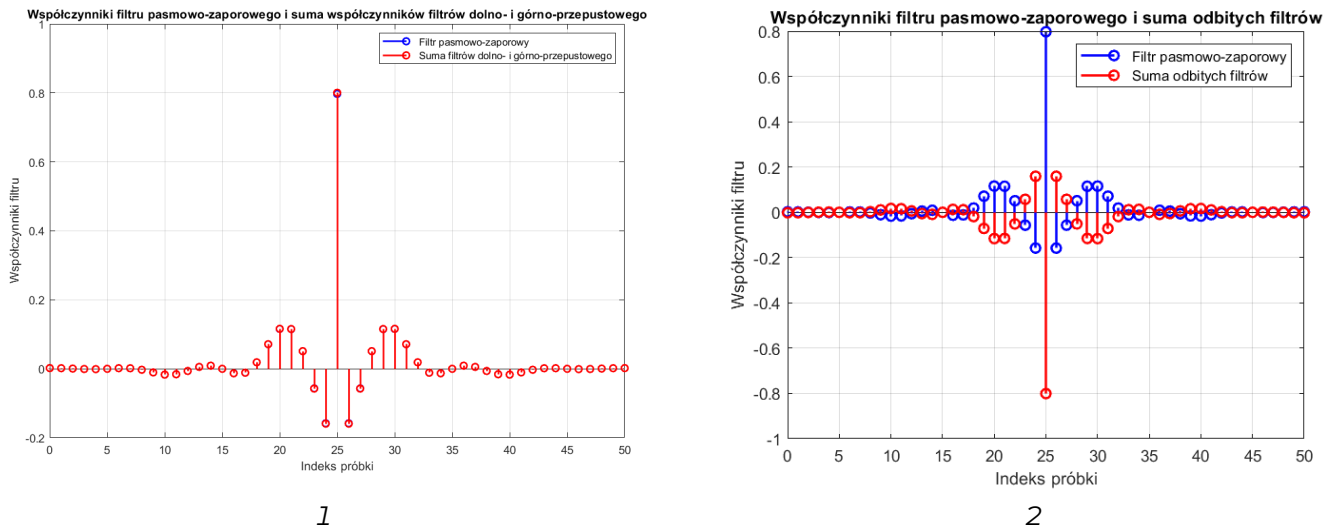 Współczynniki filtru pasmowo-zaporowego i suma współczynników filtrów dolno- i górno-przepustowego
Filtr pasmowo-zaporowy
Suma filtrów dolno- i górno-przepustowego
Współczynniki filtru
1
0.8
0.6
0.4
0.2
0
-0.2
0 5 10 15 20 25 30 35 40 45 50
Indeks próbki
1
Współczynniki filtru pasmowo-zaporowego i suma odbitych filtrów
Filtr pasmowo-zaporowy
Suma odbitych filtrów
Współczynniki filtru
0.8
0.6
0.4
0.2
0
-0.2
-0.4
-0.6
-0.8
-1
0 5 10 15 20 25 30 35 40 45 50
Indeks próbki
2